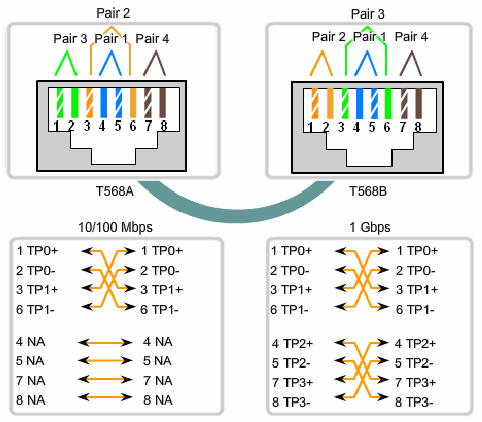 Pair 2
Pair 3 Pair 1 Pair 4
1 2 3 4 5 6 7 8
T568A
Pair 3
Pair 2 Pair 1 Pair 4
1 2 3 4 5 6 7 8
T568B
10/100 Mbps
1 TP0+ 1 TP0+
2 TP0- 2 TP0-
3 TP1+ 3 TP1+
6 TP1- 6 TP1-
4 NA 4 NA
5 NA 5 NA
7 NA 7 NA
8 NA 8 NA
1 Gbps
1 TP0+ 1 TP0+
2 TP0- 2 TP0-
3 TP1+ 3 TP1+
6 TP1- 6 TP1-
4 TP2+ 4 TP2+
5 TP2- 5 TP2-
7 TP3+ 7 TP3+
8 TP3- 8 TP3-